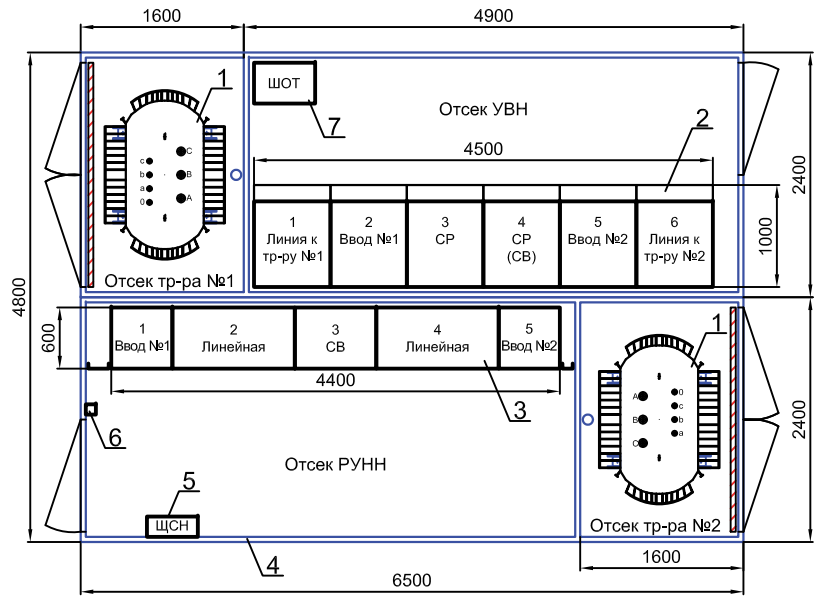 1600
4900
1
ШОТ
7
Отсек УВН
2
4500
C
B
A
c
b
a
0
1
Линия к
тр-ру №1
2
Ввод №1
3
СР
4
СР
(СВ)
5
Ввод №2
6
Линия к
тр-ру №2
1000
2400
Отсек тр-ра №1
4800
600
1
Ввод №1
2
Линейная
3
СВ
4
Линейная
5
Ввод №2
4400
3
1
A
B
C
0
c
b
a
2400
6
Отсек РУНН
5
ЩСН
4
Отсек тр-ра №2
1600
6500